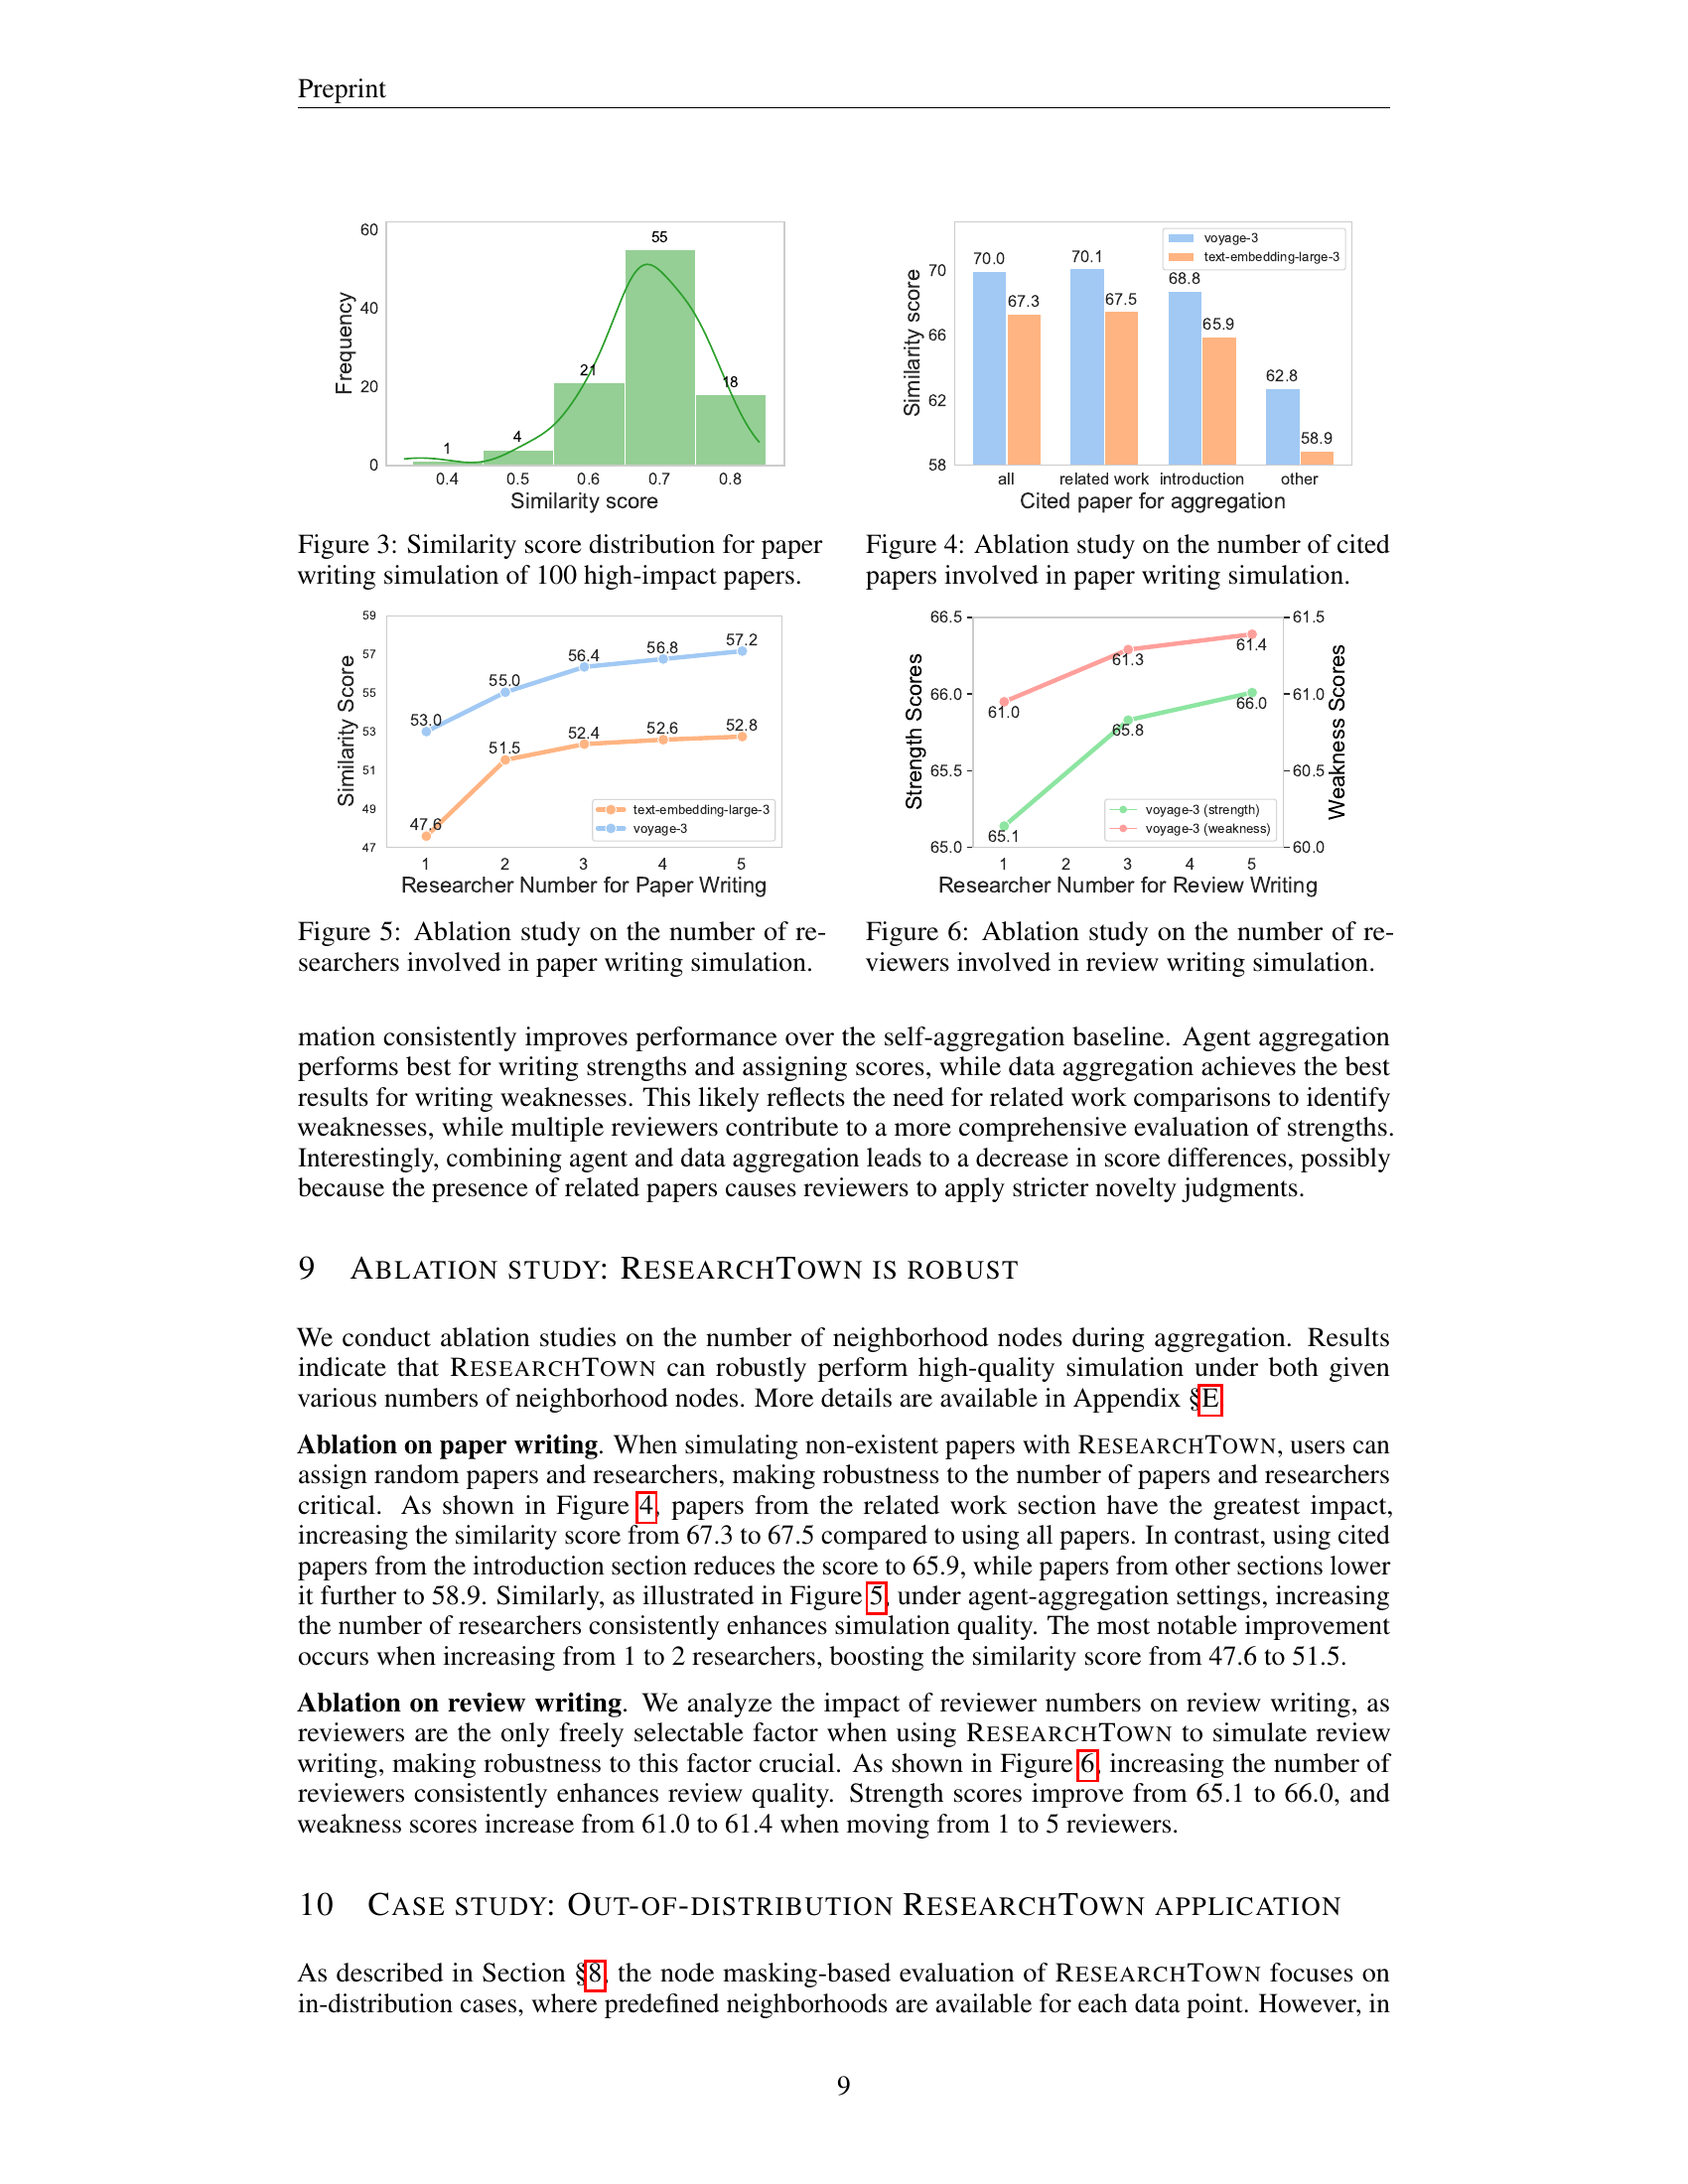 Preprint
60
40
20
0
Frequency
1
4
21
55
18
0.4 0.5 0.6 0.7 0.8
Similarity score
Figure 3: Similarity score distribution for paper
writing simulation of 100 high-impact papers.
70
66
62
58
Similarity score
voyage-3
text-embedding-large-3
70.0
67.3
70.1
67.5
68.8
65.9
62.8
58.9
all related work introduction other
Cited paper for aggregation
Figure 4: Ablation study on the number of cited
papers involved in paper writing simulation.
59
57
55
53
51
49
47
Similarity Score
53.0
55.0
56.4
56.8
57.2
47.6
51.5
52.4
52.6
52.8
text-embedding-large-3
voyage-3
1 2 3 4 5
Researcher Number for Paper Writing
Figure 5: Ablation study on the number of re-
searchers involved in paper writing simulation.
66.5
66.0
65.5
65.0
Strength Scores
61.5
61.0
60.5
60.0
Weakness Scores
61.0
61.3
61.4
65.1
65.8
66.0
voyage-3 (strength)
voyage-3 (weakness)
1 2 3 4 5
Researcher Number for Review Writing
Figure 6: Ablation study on the number of re-
viewers involved in review writing simulation.
mation consistently improves performance over the self-aggregation baseline. Agent aggregation
performs best for writing strengths and assigning scores, while data aggregation achieves the best
results for writing weaknesses. This likely reflects the need for related work comparisons to identify
weaknesses, while multiple reviewers contribute to a more comprehensive evaluation of strengths.
Interestingly, combining agent and data aggregation leads to a decrease in score differences, possibly
because the presence of related papers causes reviewers to apply stricter novelty judgments.
9 ABLATION STUDY: RESEARCHTOWN IS ROBUST
We conduct ablation studies on the number of neighborhood nodes during aggregation. Results
indicate that RESEARCHTOWN can robustly perform high-quality simulation under both given
various numbers of neighborhood nodes. More details are available in Appendix §E
Ablation on paper writing. When simulating non-existent papers with RESEARCHTOWN, users can
assign random papers and researchers, making robustness to the number of papers and researchers
critical. As shown in Figure 4, papers from the related work section have the greatest impact,
increasing the similarity score from 67.3 to 67.5 compared to using all papers. In contrast, using cited
papers from the introduction section reduces the score to 65.9, while papers from other sections lower
it further to 58.9. Similarly, as illustrated in Figure 5, under agent-aggregation settings, increasing
the number of researchers consistently enhances simulation quality. The most notable improvement
occurs when increasing from 1 to 2 researchers, boosting the similarity score from 47.6 to 51.5.
Ablation on review writing. We analyze the impact of reviewer numbers on review writing, as
reviewers are the only freely selectable factor when using RESEARCHTOWN to simulate review
writing, making robustness to this factor crucial. As shown in Figure 6, increasing the number of
reviewers consistently enhances review quality. Strength scores improve from 65.1 to 66.0, and
weakness scores increase from 61.0 to 61.4 when moving from 1 to 5 reviewers.
10 CASE STUDY: OUT-OF-DISTRIBUTION RESEARCHTOWN APPLICATION
As described in Section §8, the node masking-based evaluation of RESEARCHTOWN focuses on
in-distribution cases, where predefined neighborhoods are available for each data point. However, in
9